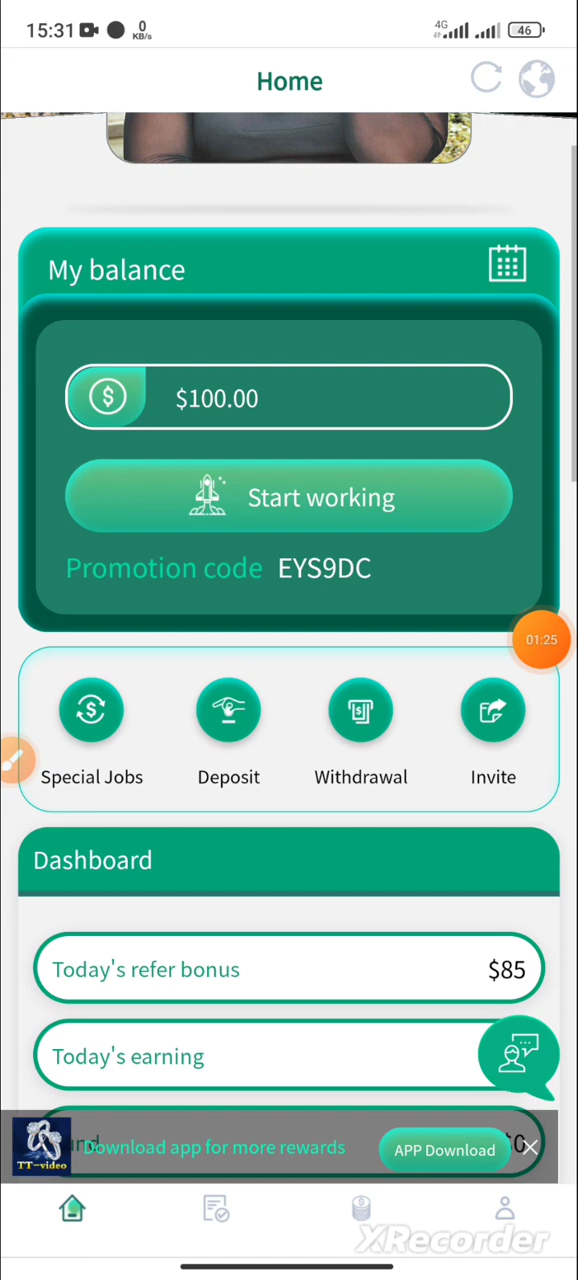 15:31 0 KB/s 4G 46
Home
My balance
$100.00
Start working
Promotion code EYS9DC
01:25
Special Jobs Deposit Withdrawal Invite
Dashboard
Today's refer bonus $85
Today's earning
TT-video Download app for more rewards APP Download
XRecorder